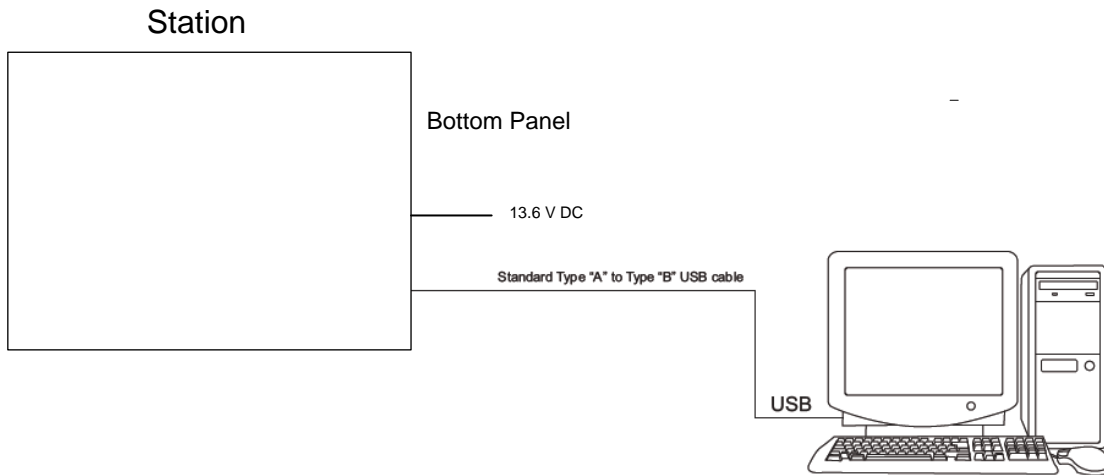 Station
Bottom Panel
13.6 V DC
Standard Type "A" to Type "B" USB cable
USB